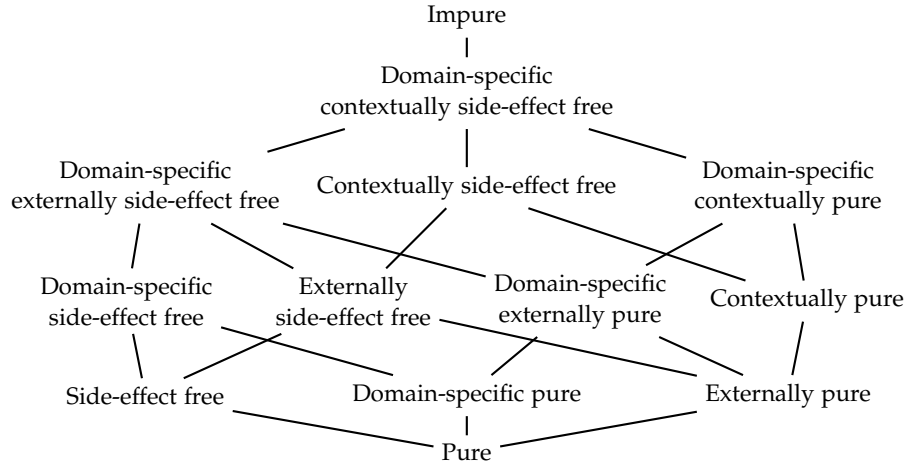 Impure
Domain-specific
contextually side-effect free
Domain-specific
externally side-effect free
Contextually side-effect free
Domain-specific
contextually pure
Domain-specific
side-effect free
Externally
side-effect free
Domain-specific
externally pure
Contextually pure
Side-effect free
Domain-specific pure
Externally pure
Pure